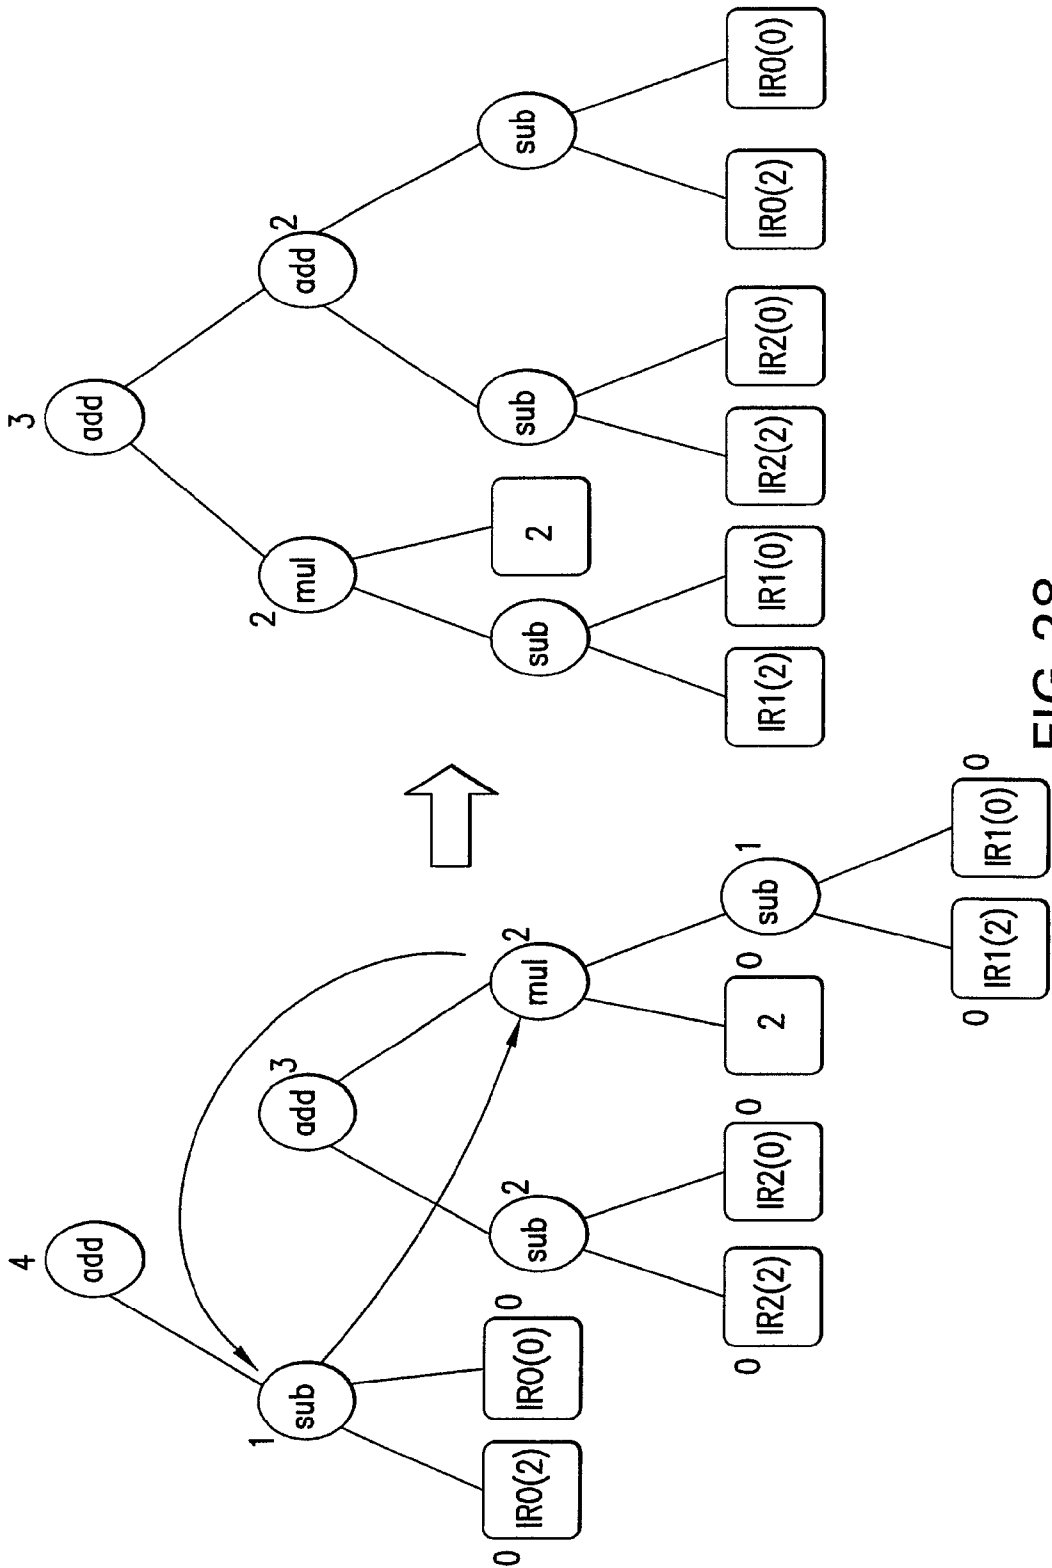 4
add
1
sub
add
3
0
IR0(2)
IR0(0)
0
sub
2
mul
2
0
IR2(2)
IR2(0)
0
2
0
sub
1
0
IR1(2)
IR1(0)
0
3
add
2
mul
add
2
sub
2
sub
sub
IR1(2)
IR1(0)
IR2(2)
IR2(0)
IR0(2)
IR0(0)
FIG. 28